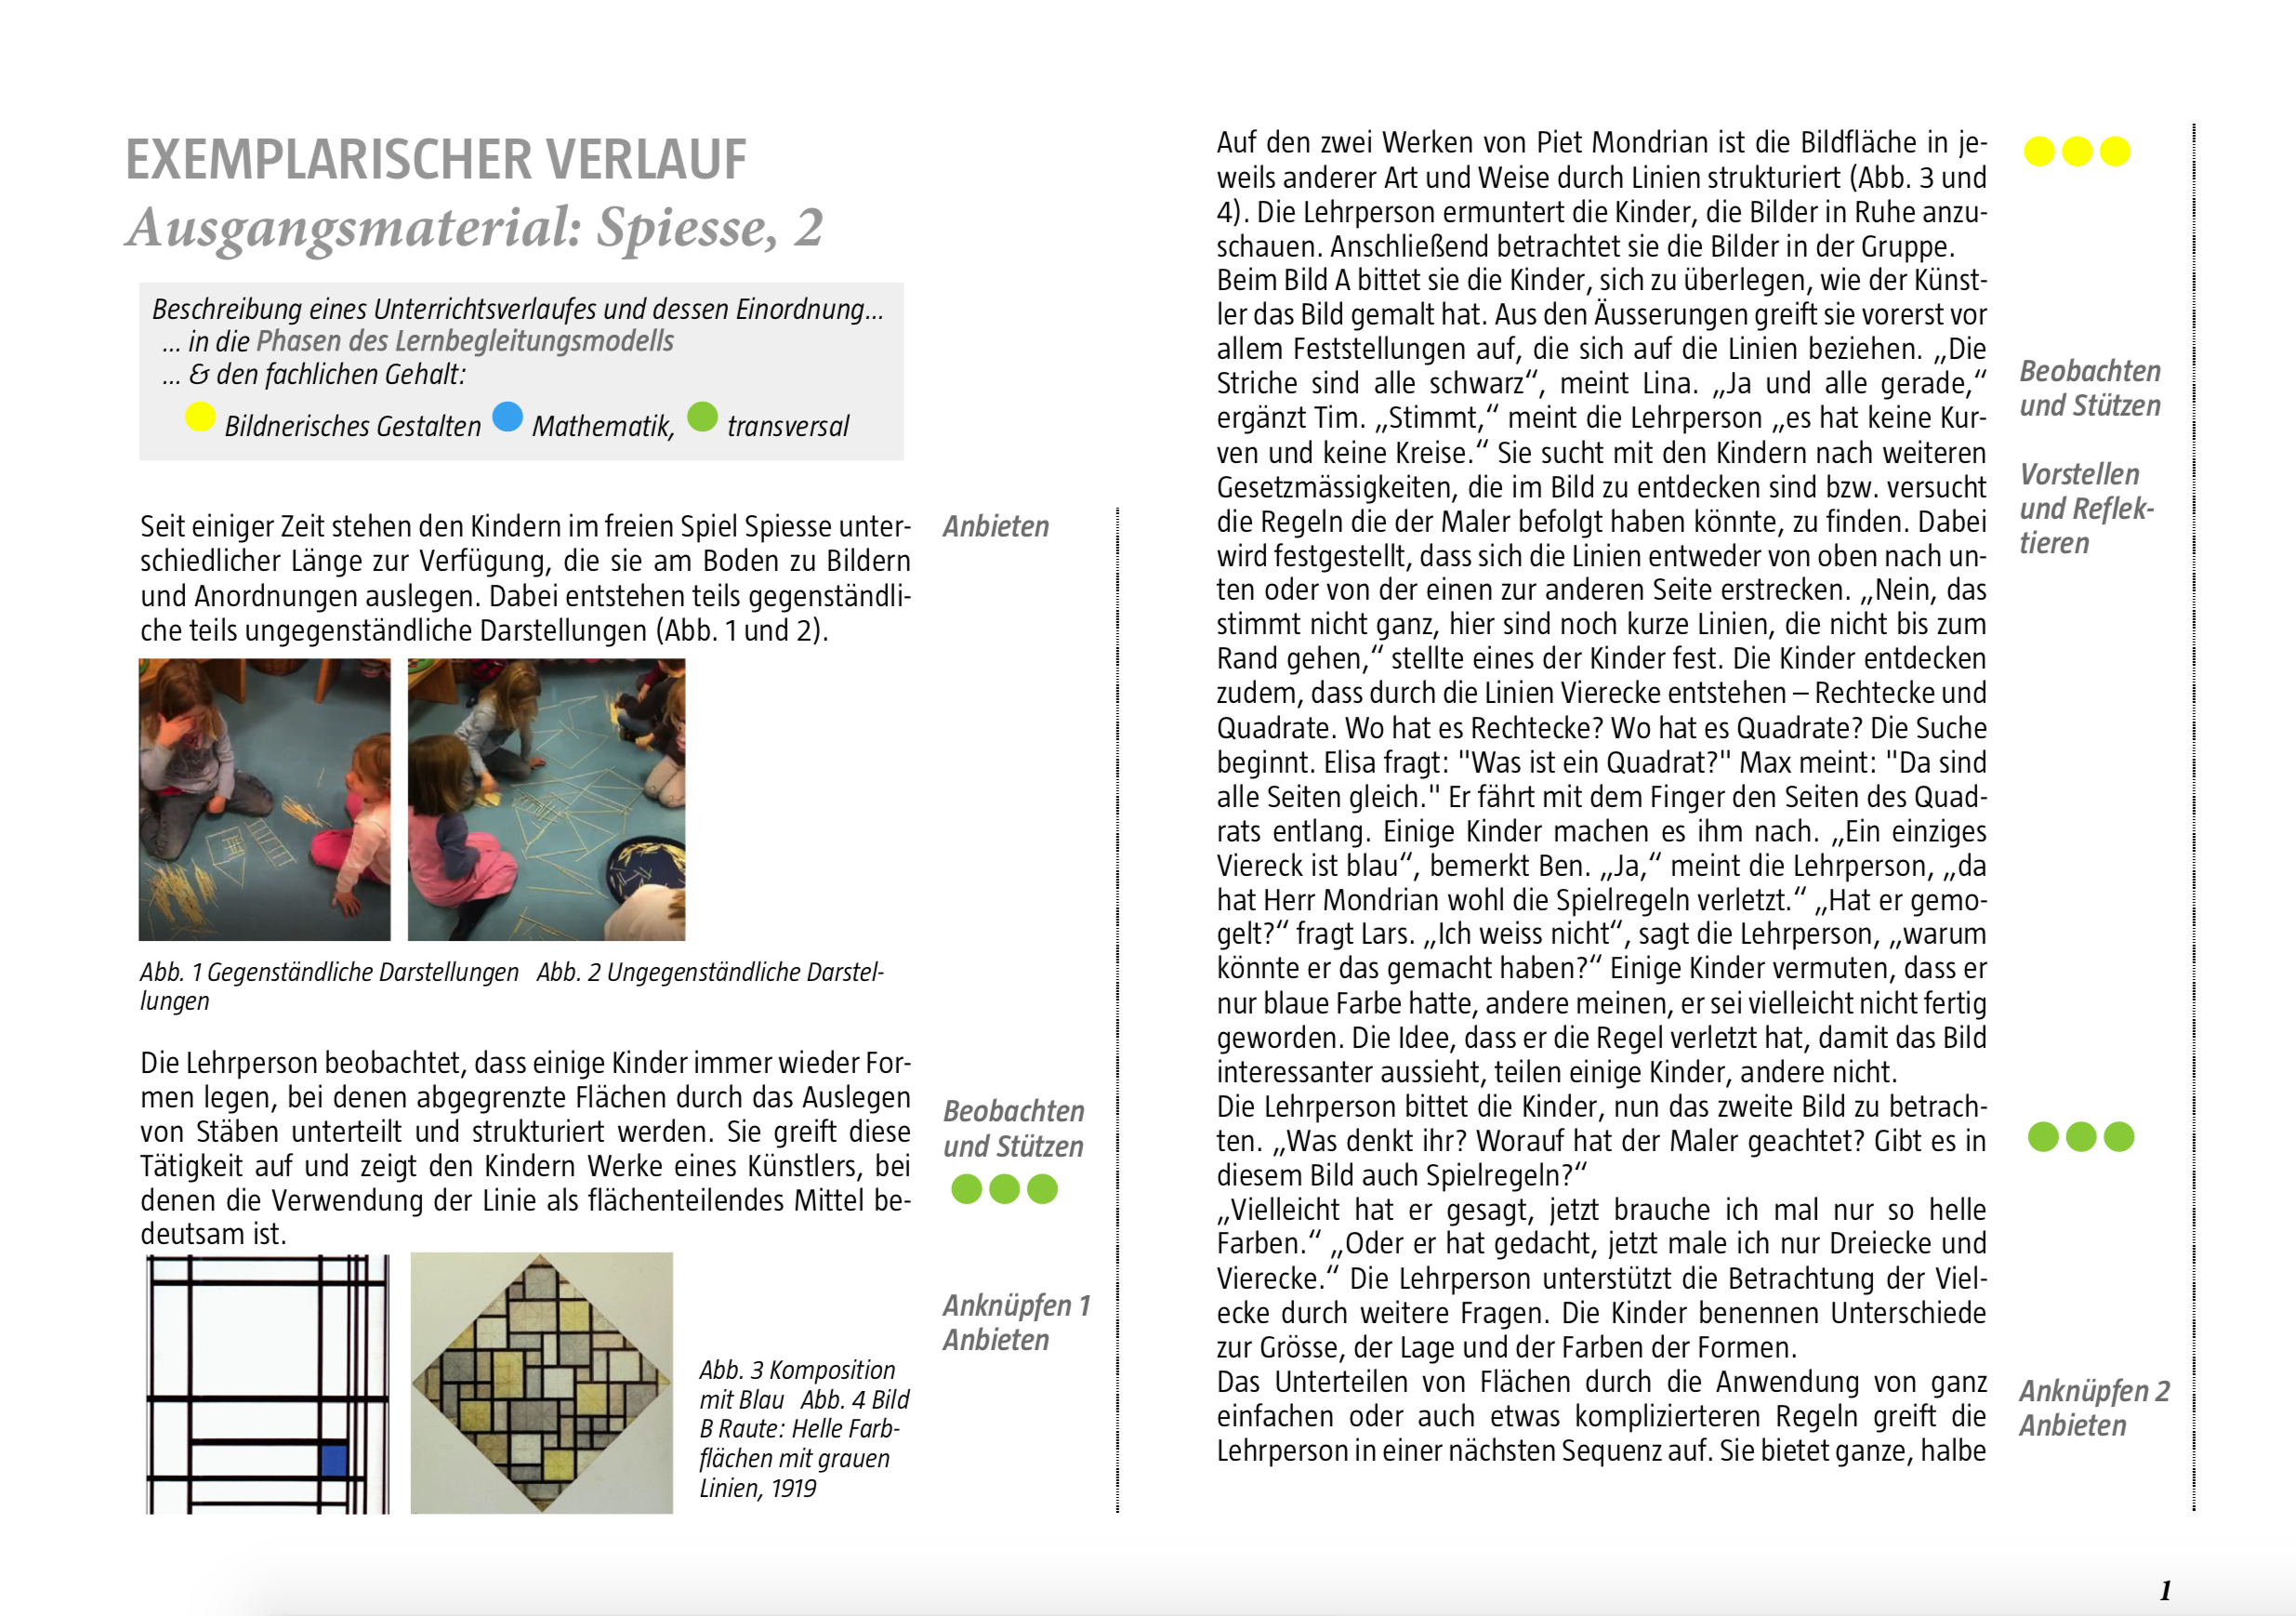 EXEMPLARISCHER VERLAUF
Ausgangsmaterial: Spiesse, 2
Beschreibung eines Unterrichtsverlaufes und dessen Einordnung...
... in die Phasen des Lernbegleitungsmodells
... & den fachlichen Gehalt:
Bildnerisches Gestalten Mathematik, transversal
Seit einiger Zeit stehen den Kindern im freien Spiel Spiesse unter-
schiedlicher Länge zur Verfügung, die sie am Boden zu Bildern
und Anordnungen auslegen. Dabei entstehen teils gegenständli-
che teils ungegenständliche Darstellungen (Abb. 1 und 2).
Anbieten
Abb. 1 Gegenständliche Darstellungen Abb. 2 Ungegenständliche Darstel-
lungen
Die Lehrperson beobachtet, dass einige Kinder immer wieder For-
men legen, bei denen abgegrenzte Flächen durch das Auslegen
von Stäben unterteilt und strukturiert werden. Sie greift diese
Tätigkeit auf und zeigt den Kindern Werke eines Künstlers, bei
denen die Verwendung der Linie als flächenteilendes Mittel be-
deutsam ist.
Beobachten
und Stützen
Anknüpfen 1
Anbieten
Abb. 3 Komposition
mit Blau Abb. 4 Bild
B Raute: Helle Farb-
flächen mit grauen
Linien, 1919
Auf den zwei Werken von Piet Mondrian ist die Bildfläche in je-
weils anderer Art und Weise durch Linien strukturiert (Abb. 3 und
4). Die Lehrperson ermuntert die Kinder, die Bilder in Ruhe anzu-
schauen. Anschließend betrachtet sie die Bilder in der Gruppe.
Beim Bild A bittet sie die Kinder, sich zu überlegen, wie der Künst-
ler das Bild gemalt hat. Aus den Äusserungen greift sie vorerst vor
allem Feststellungen auf, die sich auf die Linien beziehen. „Die
Striche sind alle schwarz“, meint Lina. „Ja und alle gerade,“
ergänzt Tim. „Stimmt,“ meint die Lehrperson „es hat keine Kur-
ven und keine Kreise.“ Sie sucht mit den Kindern nach weiteren
Gesetzmässigkeiten, die im Bild zu entdecken sind bzw. versucht
die Regeln die der Maler befolgt haben könnte, zu finden. Dabei
wird festgestellt, dass sich die Linien entweder von oben nach un-
ten oder von der einen zur anderen Seite erstrecken. „Nein, das
stimmt nicht ganz, hier sind noch kurze Linien, die nicht bis zum
Rand gehen,“ stellte eines der Kinder fest. Die Kinder entdecken
zudem, dass durch die Linien Vierecke entstehen – Rechtecke und
Quadrate. Wo hat es Rechtecke? Wo hat es Quadrate? Die Suche
beginnt. Elisa fragt: "Was ist ein Quadrat?" Max meint: "Da sind
alle Seiten gleich." Er fährt mit dem Finger den Seiten des Quad-
rats entlang. Einige Kinder machen es ihm nach. „Ein einziges
Viereck ist blau“, bemerkt Ben. „Ja,“ meint die Lehrperson, „da
hat Herr Mondrian wohl die Spielregeln verletzt.“ „Hat er gemo-
gelt?“ fragt Lars. „Ich weiss nicht“, sagt die Lehrperson, „warum
könnte er das gemacht haben?“ Einige Kinder vermuten, dass er
nur blaue Farbe hatte, andere meinen, er sei vielleicht nicht fertig
geworden. Die Idee, dass er die Regel verletzt hat, damit das Bild
interessanter aussieht, teilen einige Kinder, andere nicht.
Die Lehrperson bittet die Kinder, nun das zweite Bild zu betrach-
ten. „Was denkt ihr? Worauf hat der Maler geachtet? Gibt es in
diesem Bild auch Spielregeln?“
„Vielleicht hat er gesagt, jetzt brauche ich mal nur so helle
Farben.“ „Oder er hat gedacht, jetzt male ich nur Dreiecke und
Vierecke.“ Die Lehrperson unterstützt die Betrachtung der Viel-
ecke durch weitere Fragen. Die Kinder benennen Unterschiede
zur Grösse, der Lage und der Farben der Formen.
Das Unterteilen von Flächen durch die Anwendung von ganz
einfachen oder auch etwas komplizierteren Regeln greift die
Lehrperson in einer nächsten Sequenz auf. Sie bietet ganze, halbe
Beobachten
und Stützen
Vorstellen
und Reflek-
tieren
Anknüpfen 2
Anbieten
1